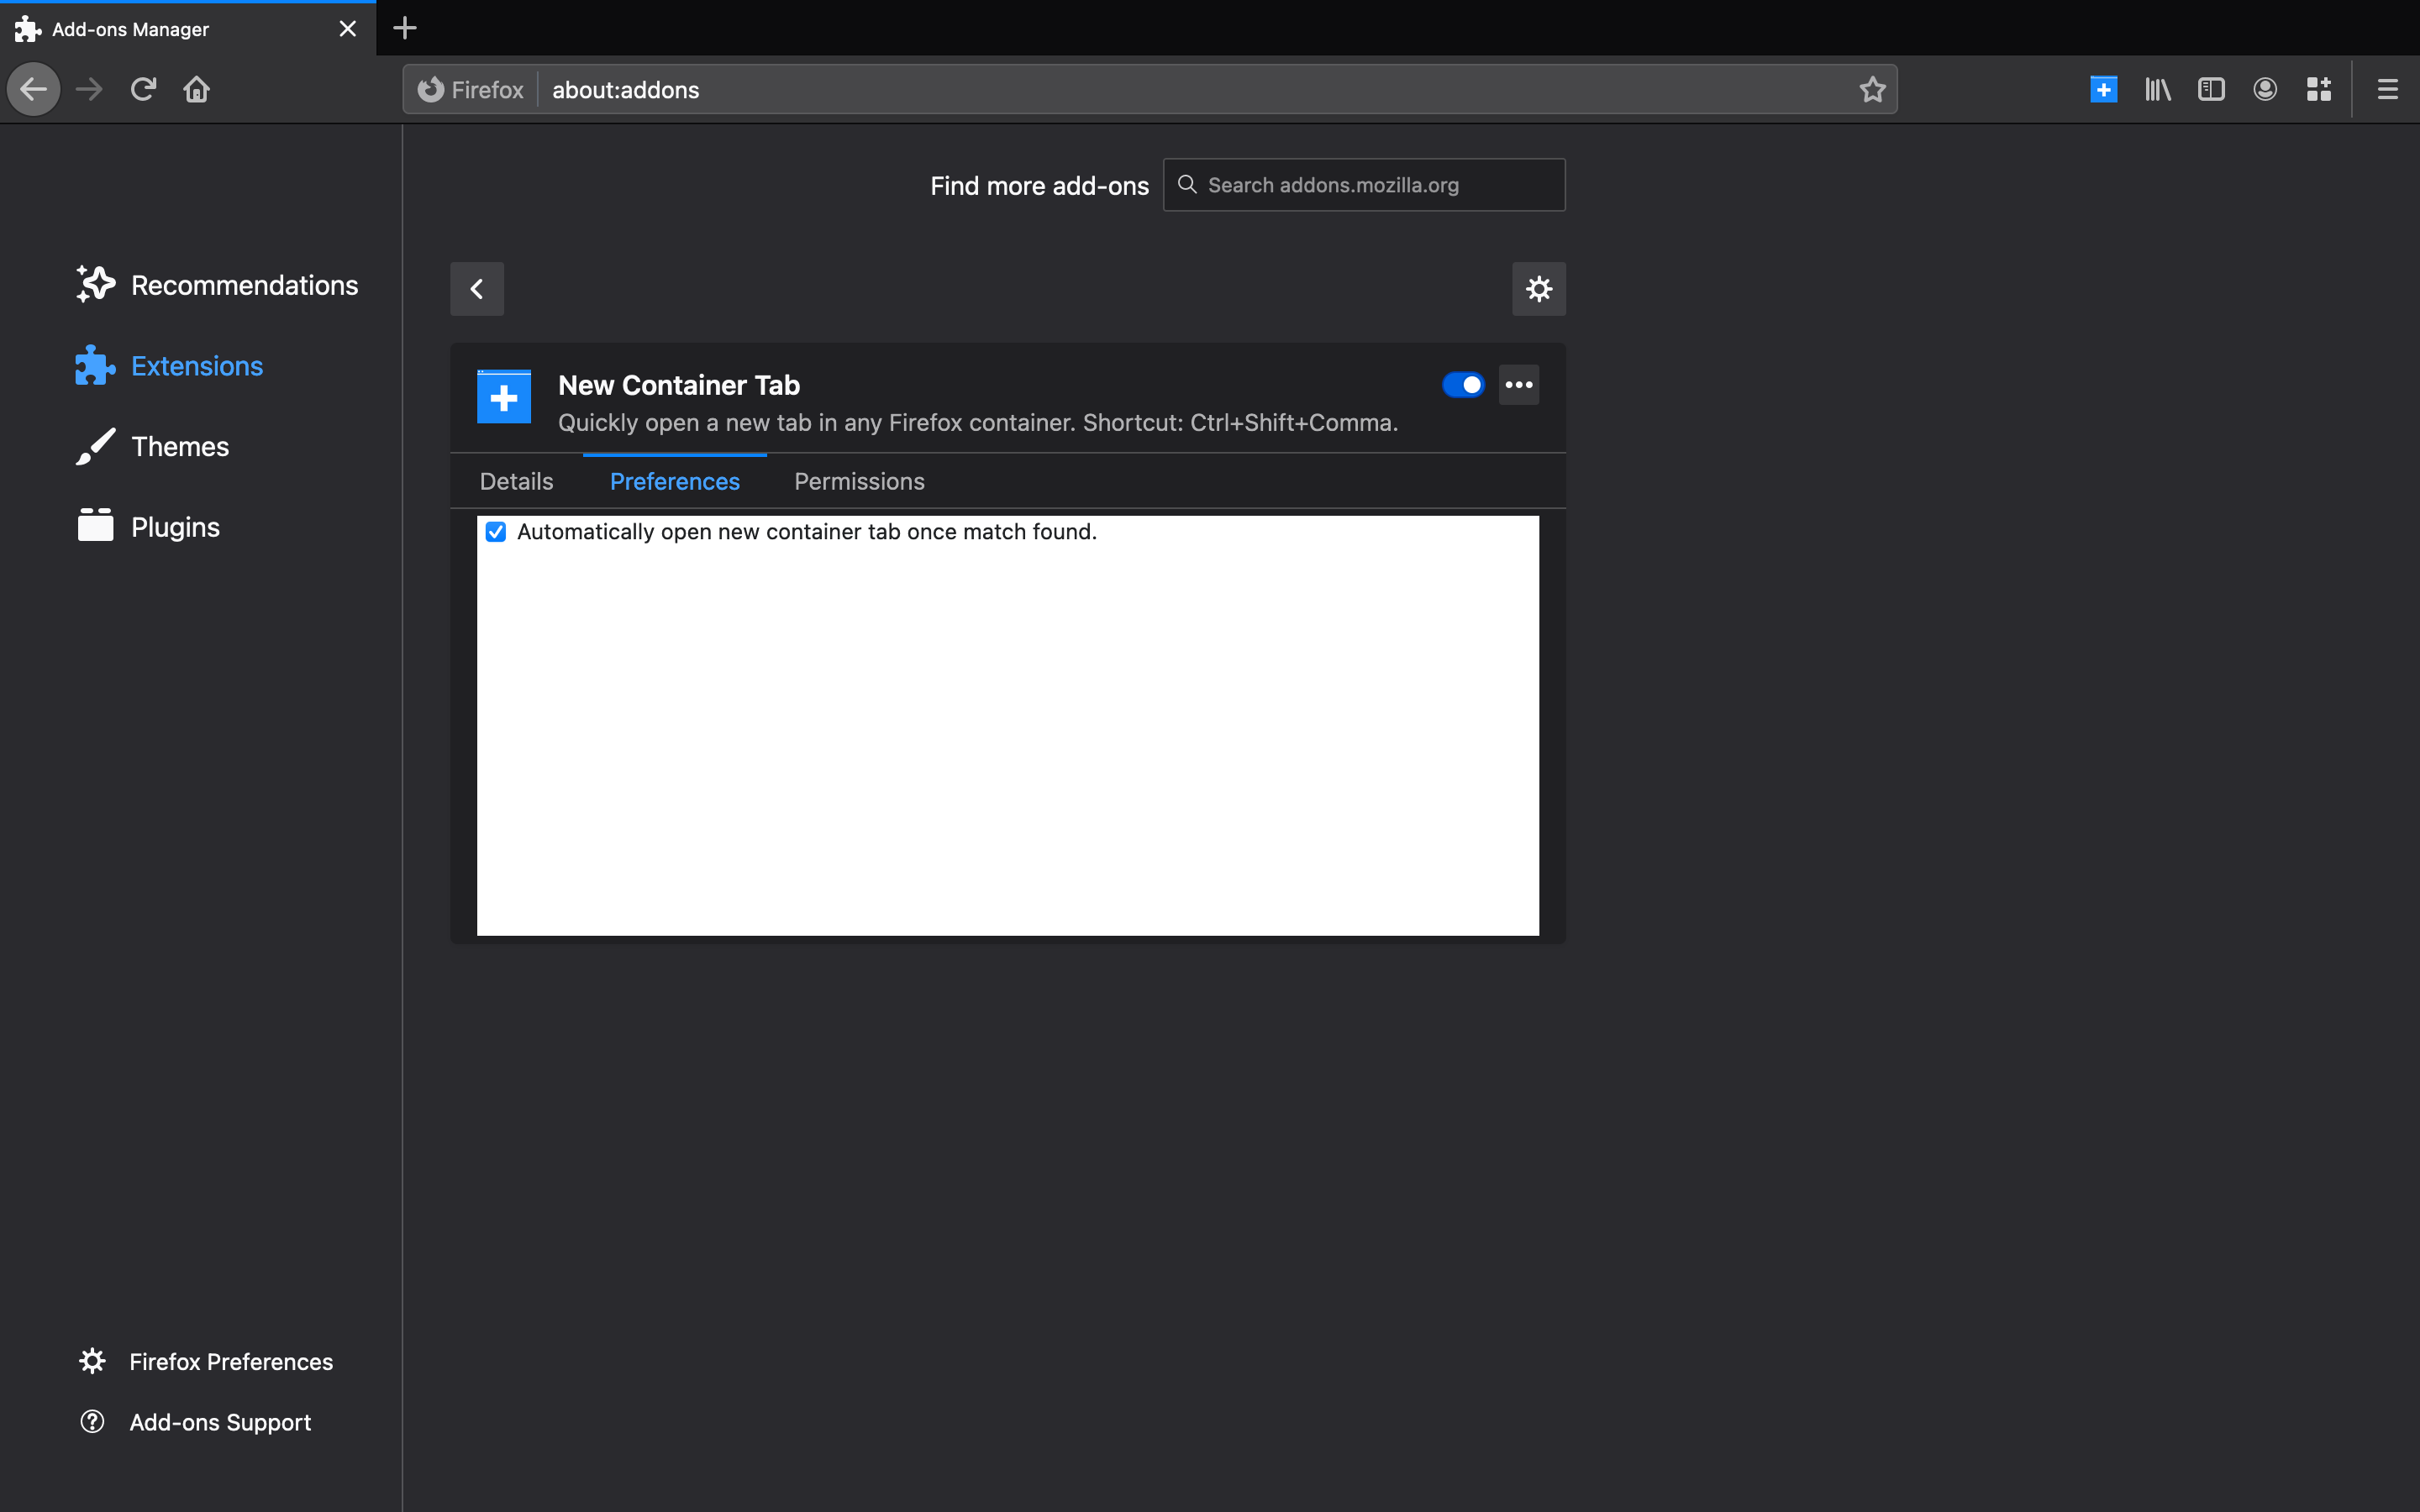 Add-ons Manager
Firefox
about:addons
Find more add-ons
Search addons.mozilla.org
Recommendations
Extensions
Themes
Plugins
New Container Tab
Quickly open a new tab in any Firefox container. Shortcut: Ctrl+Shift+Comma.
Details
Preferences
Permissions
Automatically open new container tab once match found.
Firefox Preferences
Add-ons Support